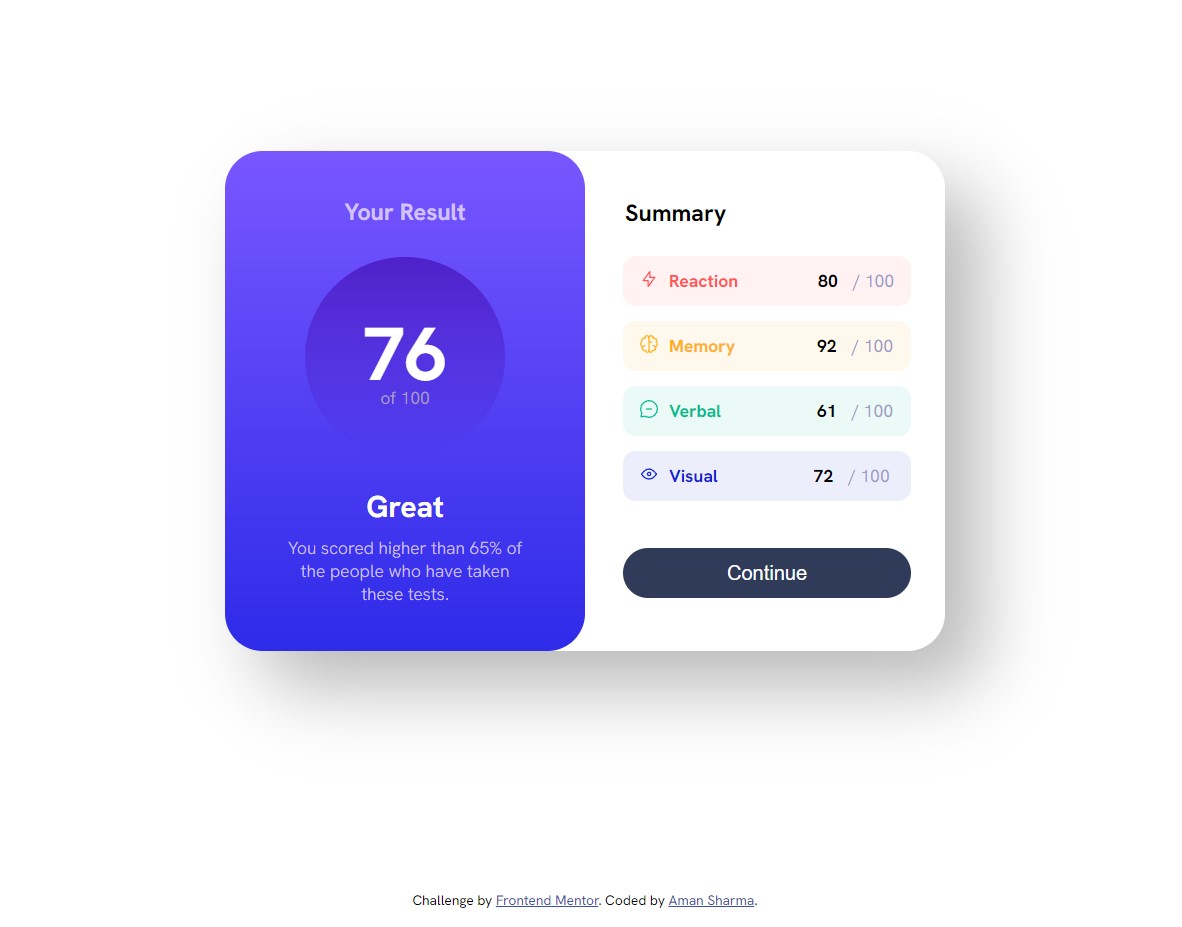 Your Result
76
of 100
Great
You scored higher than 65% of
the people who have taken
these tests.
Summary
Reaction 80 / 100
Memory 92 / 100
Verbal 61 / 100
Visual 72 / 100
Continue
Challenge by Frontend Mentor. Coded by Aman Sharma.